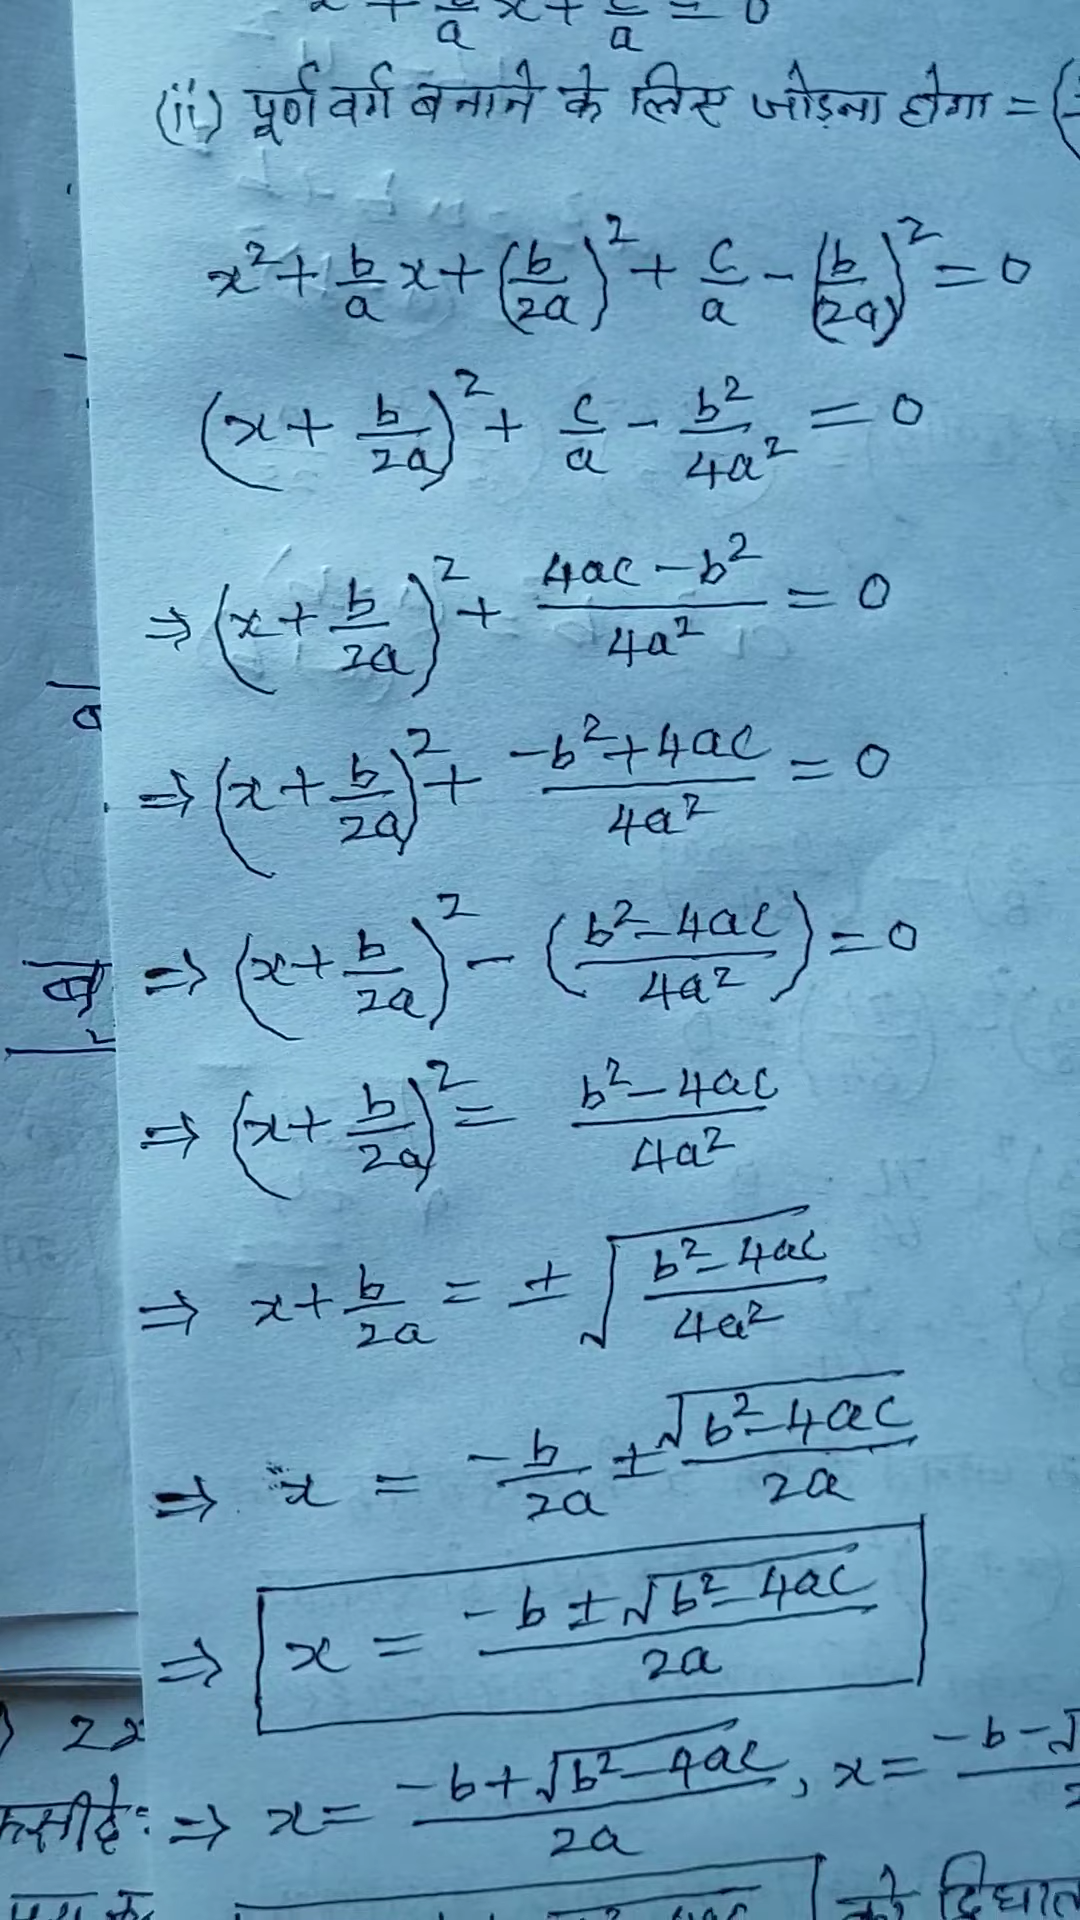 x + b/a x + c/a = 0
(ii) पूर्ण वर्ग बनाने के लिए जोड़ना होगा = (
x² + b/a x + (b/2a)² + c/a - (b/2a)² = 0
(x + b/2a)² + c/a - b²/4a² = 0
⇒ (x + b/2a)² + (4ac - b²)/4a² = 0
⇒ (x + b/2a)² + (-b² + 4ac)/4a² = 0
⇒ (x + b/2a)² - ((b² - 4ac)/4a²) = 0
⇒ (x + b/2a)² = (b² - 4ac)/4a²
⇒ x + b/2a = ± √((b² - 4ac)/4a²)
⇒ x = -b/2a ± √(b² - 4ac)/2a
⇒ x = (-b ± √(b² - 4ac))/2a
⇒ x = (-b + √(b² - 4ac))/2a, x = -b - √